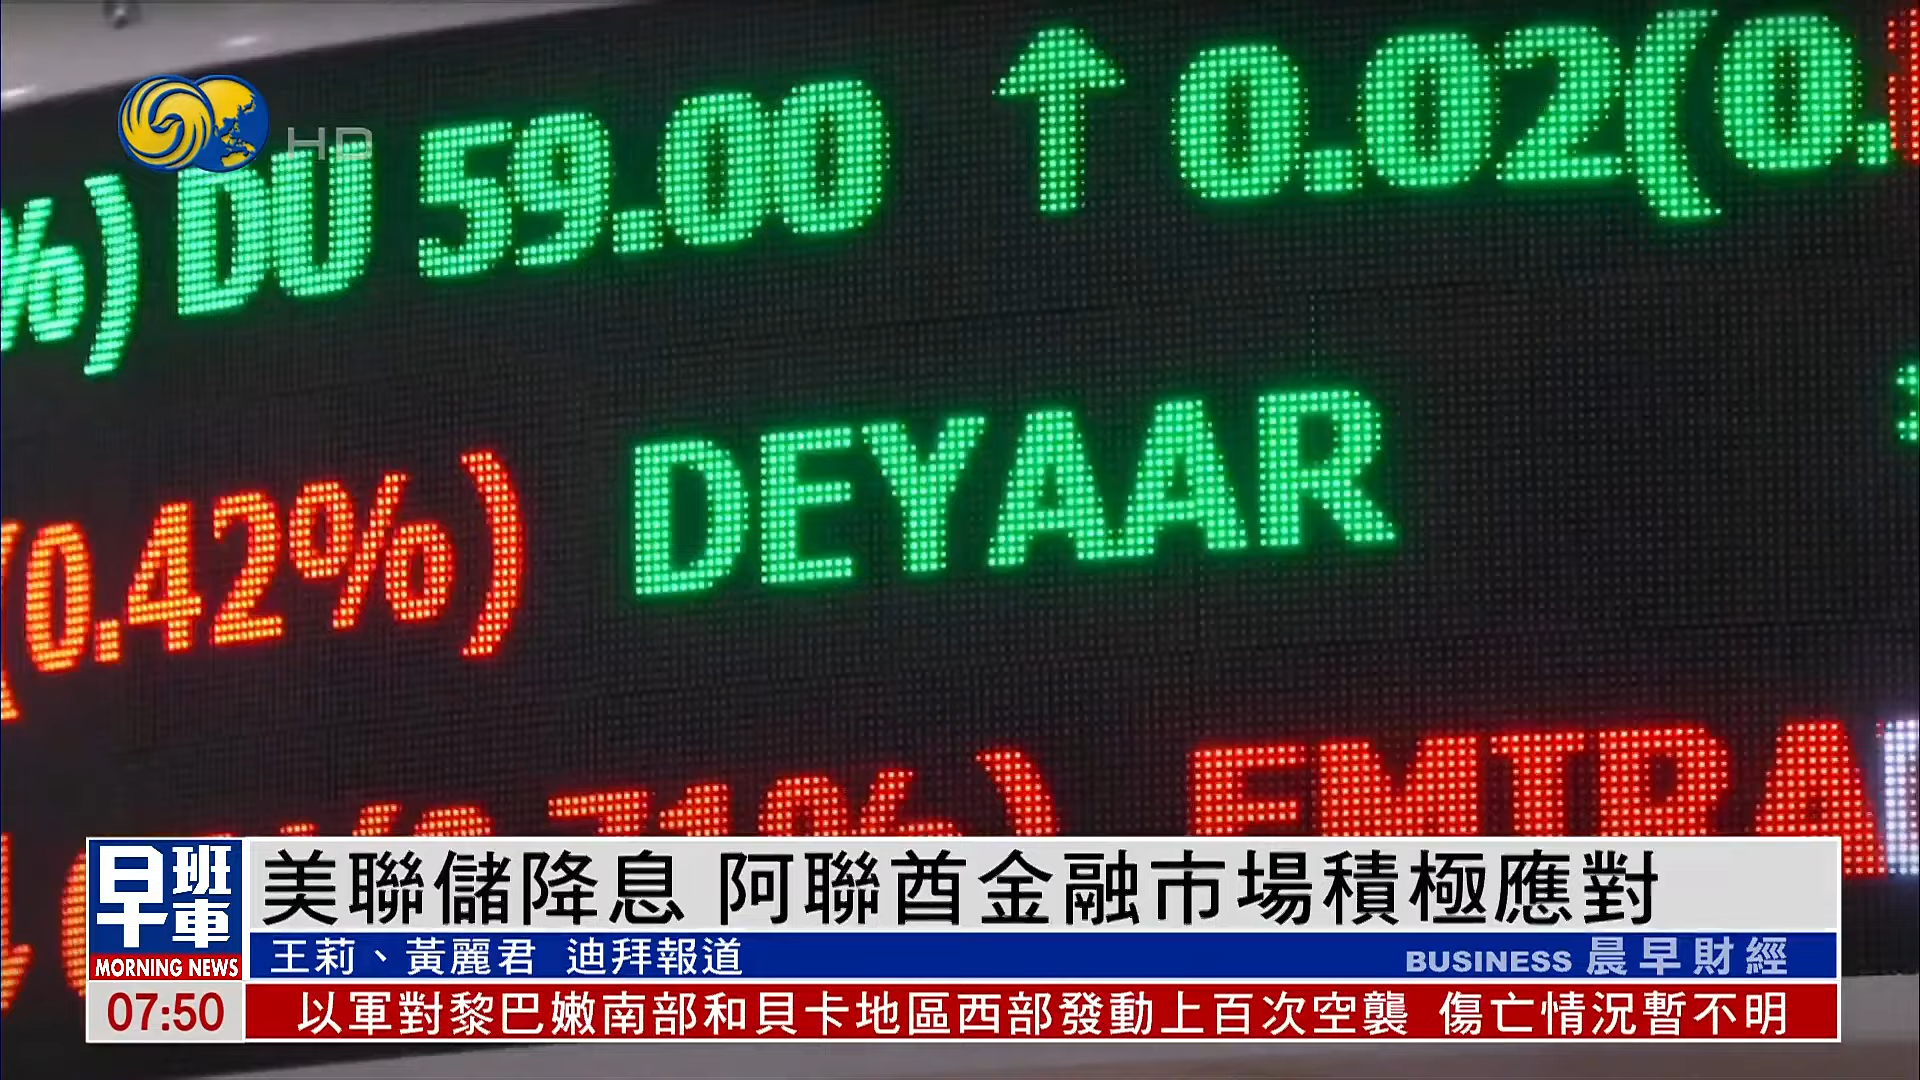 HD
%) DU 59.00 ↑ 0.02(0.
(0.42%) DEYAAR
早班車
MORNING NEWS
07:50
美聯儲降息 阿聯酋金融市場積極應對
王莉、黃麗君 迪拜報道
BUSINESS 晨早財經
以軍對黎巴嫩南部和貝卡地區西部發動上百次空襲 傷亡情況暫不明